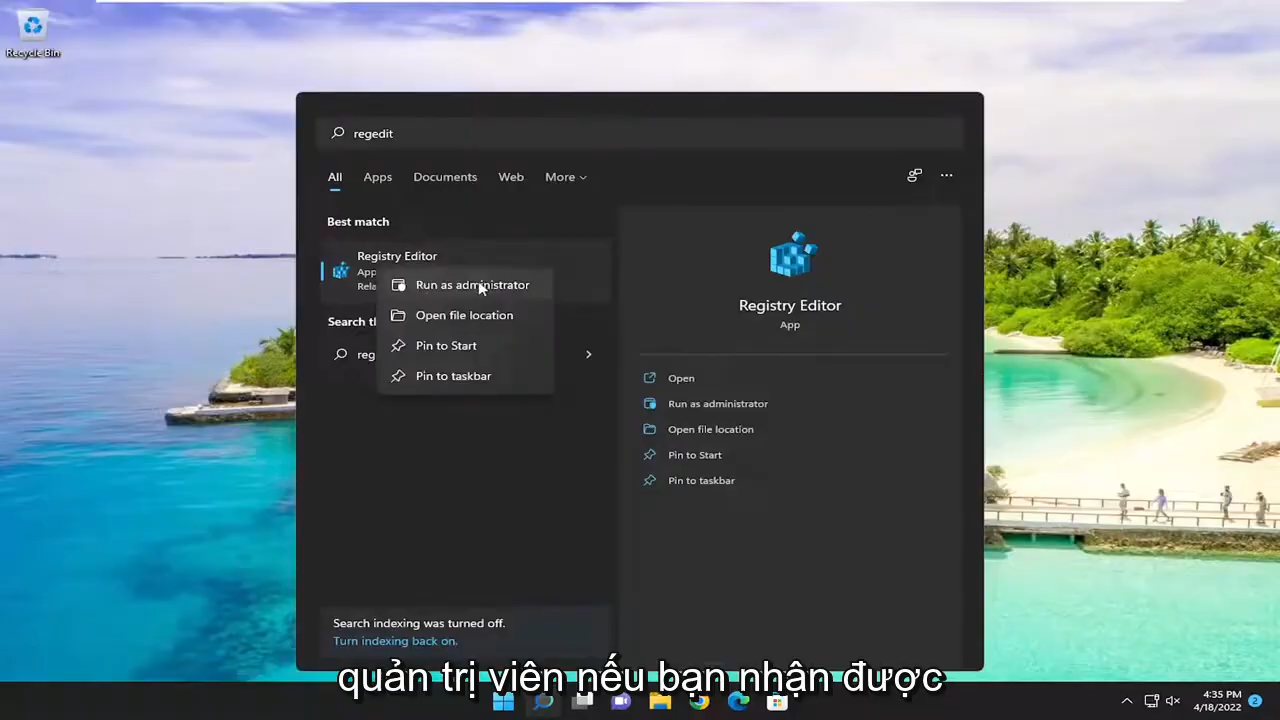 Recycle Bin
regedit
All Apps Documents Web More
Best match
Registry Editor
App
Rela
Run as administrator
Open file location
Pin to Start
Pin to taskbar
Search t
reg
Registry Editor
App
Open
Run as administrator
Open file location
Pin to Start
Pin to taskbar
Search indexing was turned off.
Turn indexing back on.
quản trị viên nếu bạn nhận được
4:35 PM
4/18/2022
2